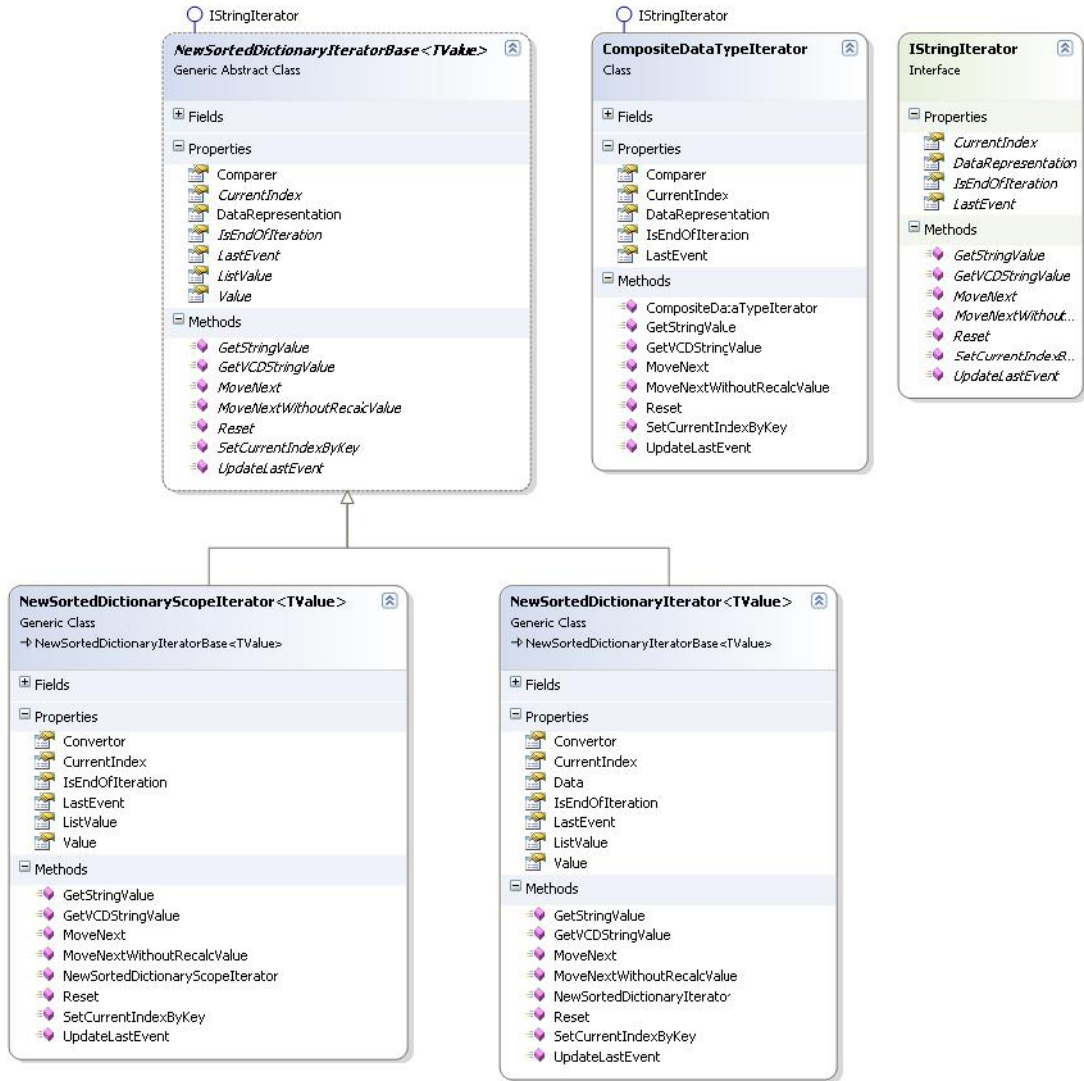 IStringIterator
NewSortedDictionaryIteratorBase<TValue>
Generic Abstract Class
Fields
Properties
Comparer
CurrentIndex
DataRepresentation
IsEndOfIteration
LastEvent
ListValue
Value
Methods
GetStringValue
GetVCDStringValue
MoveNext
MoveNextWithoutRecalcValue
Reset
SetCurrentIndexByKey
UpdateLastEvent
IStringIterator
CompositeDataTypeIterator
Class
Fields
Properties
Comparer
CurrentIndex
DataRepresentation
IsEndOfIteration
LastEvent
Methods
CompositeDataTypeIterator
GetStringValue
GetVCDStringValue
MoveNext
MoveNextWithoutRecalcValue
Reset
SetCurrentIndexByKey
UpdateLastEvent
IStringIterator
Interface
Properties
CurrentIndex
DataRepresentation
IsEndOfIteration
LastEvent
Methods
GetStringValue
GetVCDStringValue
MoveNext
MoveNextWithout...
Reset
SetCurrentIndexB...
UpdateLastEvent
NewSortedDictionaryScopeIterator<TValue>
Generic Class
NewSortedDictionaryIteratorBase<TValue>
Fields
Properties
Convertor
CurrentIndex
IsEndOfIteration
LastEvent
ListValue
Value
Methods
GetStringValue
GetVCDStringValue
MoveNext
MoveNextWithoutRecalcValue
NewSortedDictionaryScopeIterator
Reset
SetCurrentIndexByKey
UpdateLastEvent
NewSortedDictionaryIterator<TValue>
Generic Class
NewSortedDictionaryIteratorBase<TValue>
Fields
Properties
Convertor
CurrentIndex
Data
IsEndOfIteration
LastEvent
ListValue
Value
Methods
GetStringValue
GetVCDStringValue
MoveNext
MoveNextWithoutRecalcValue
NewSortedDictionaryIterator
Reset
SetCurrentIndexByKey
UpdateLastEvent